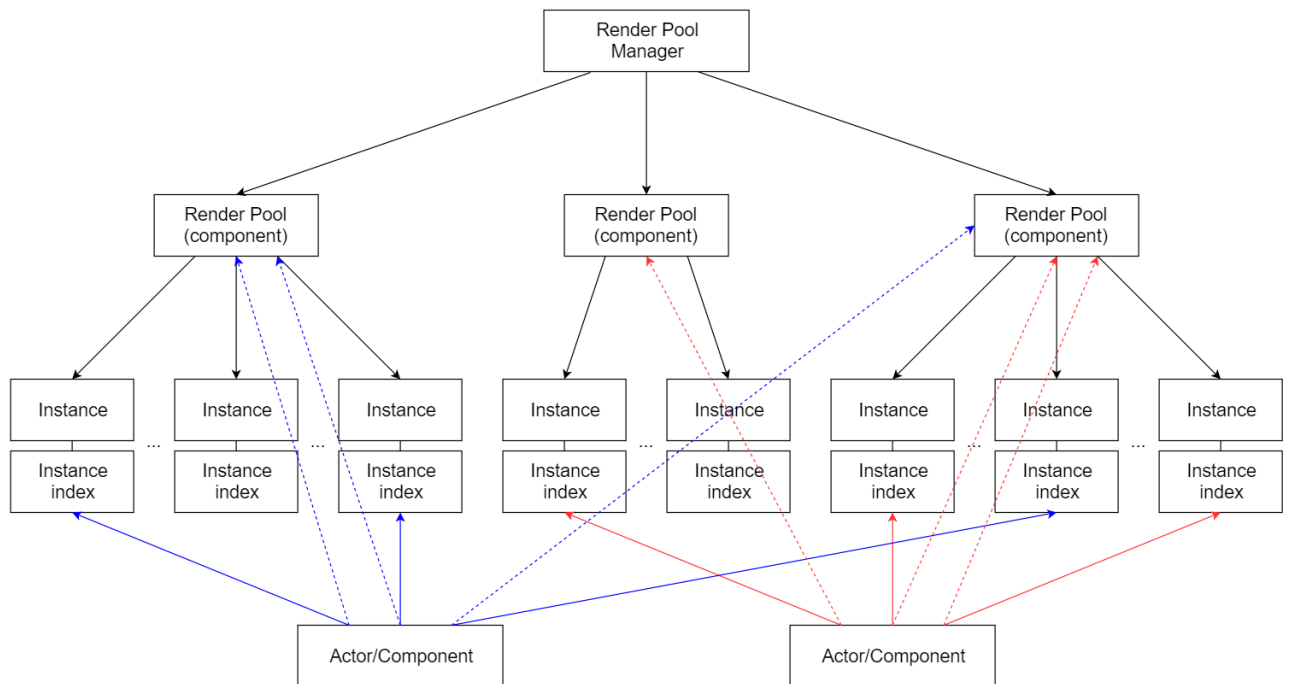 Render Pool
Manager
Render Pool
(component)
Render Pool
(component)
Render Pool
(component)
Instance
Instance
Instance
Instance
Instance
Instance
Instance
Instance
...
...
...
...
...
Instance
index
Instance
index
Instance
index
Instance
index
Instance
index
Instance
index
Instance
index
Instance
index
Actor/Component
Actor/Component